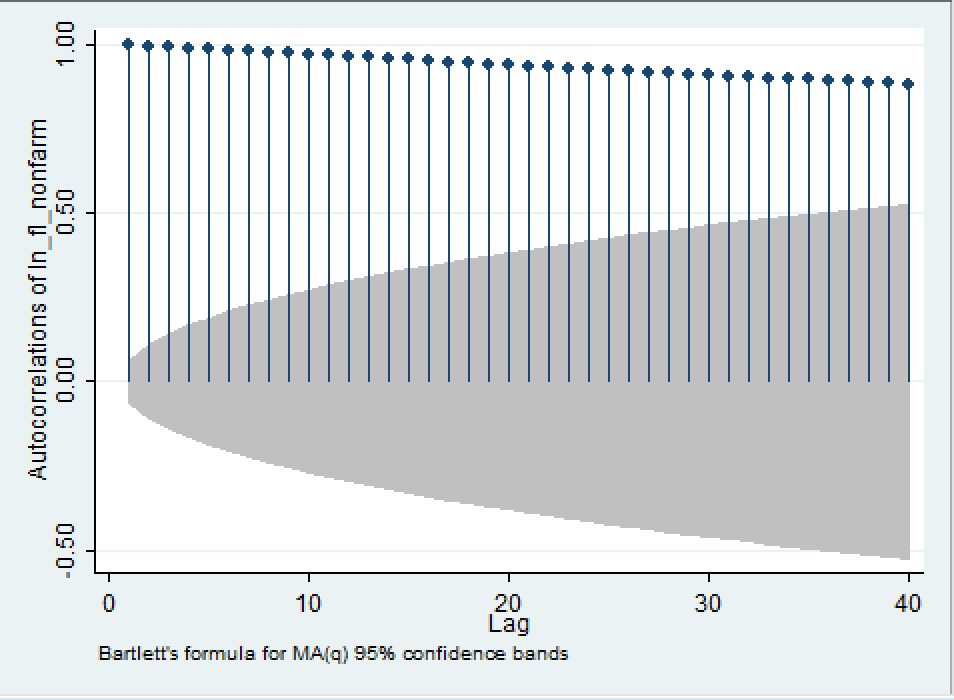 Autocorrelations of ln_fl_nonfarm
1.00
0.50
0.00
-0.50
0 10 20 30 40
Lag
Bartlett's formula for MA(q) 95% confidence bands